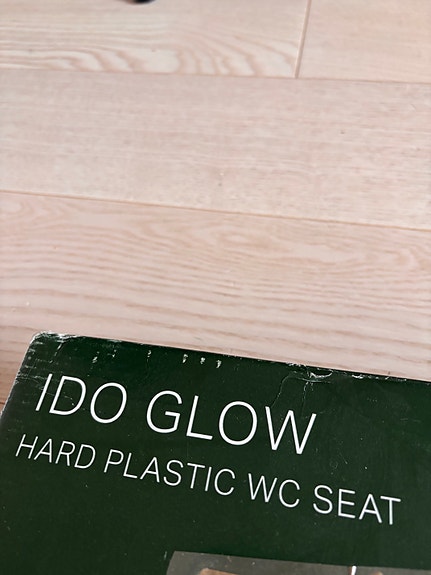 IDO GLOW
HARD PLASTIC WC SEAT